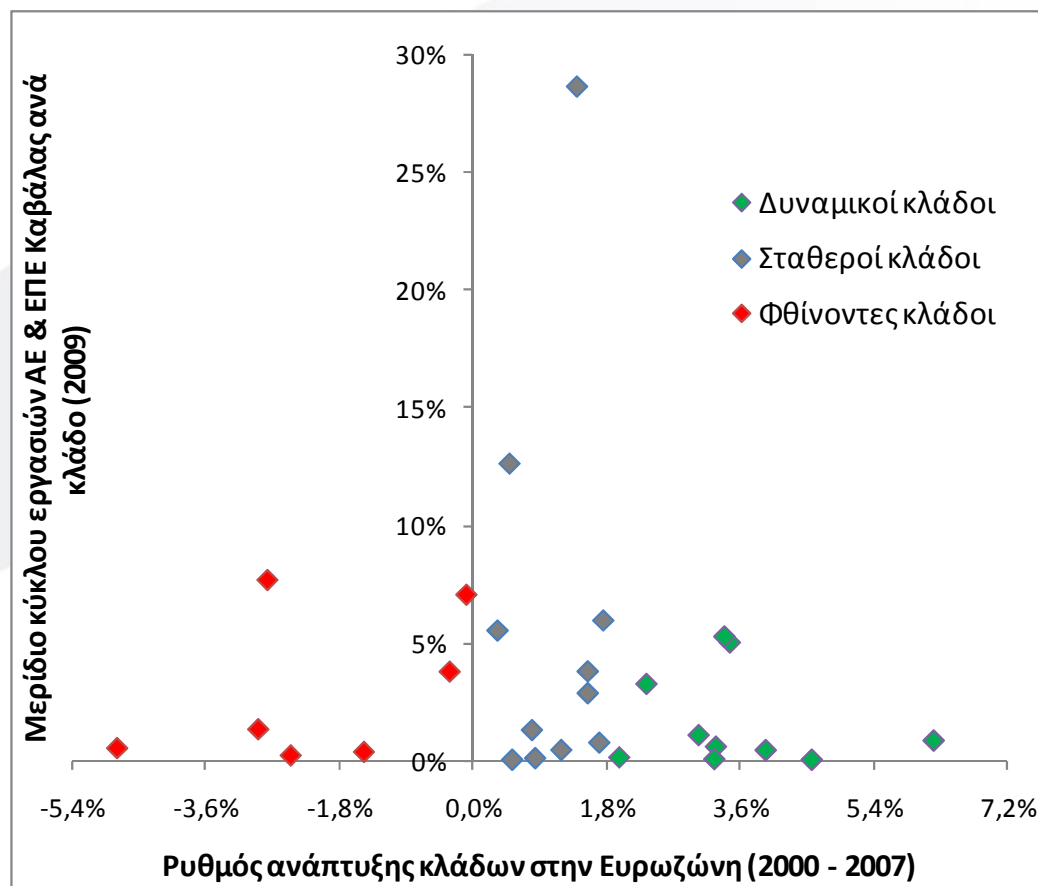 Μερίδιο κύκλου εργασιών ΑΕ & ΕΠΕ Καβάλας ανά
κλάδο (2009)
30%
25%
20%
15%
10%
5%
0%
Δυναμικοί κλάδοι
Σταθεροί κλάδοι
Φθίνοντες κλάδοι
-5,4% -3,6% -1,8% 0,0% 1,8% 3,6% 5,4% 7,2%
Ρυθμός ανάπτυξης κλάδων στην Ευρωζώνη (2000 - 2007)